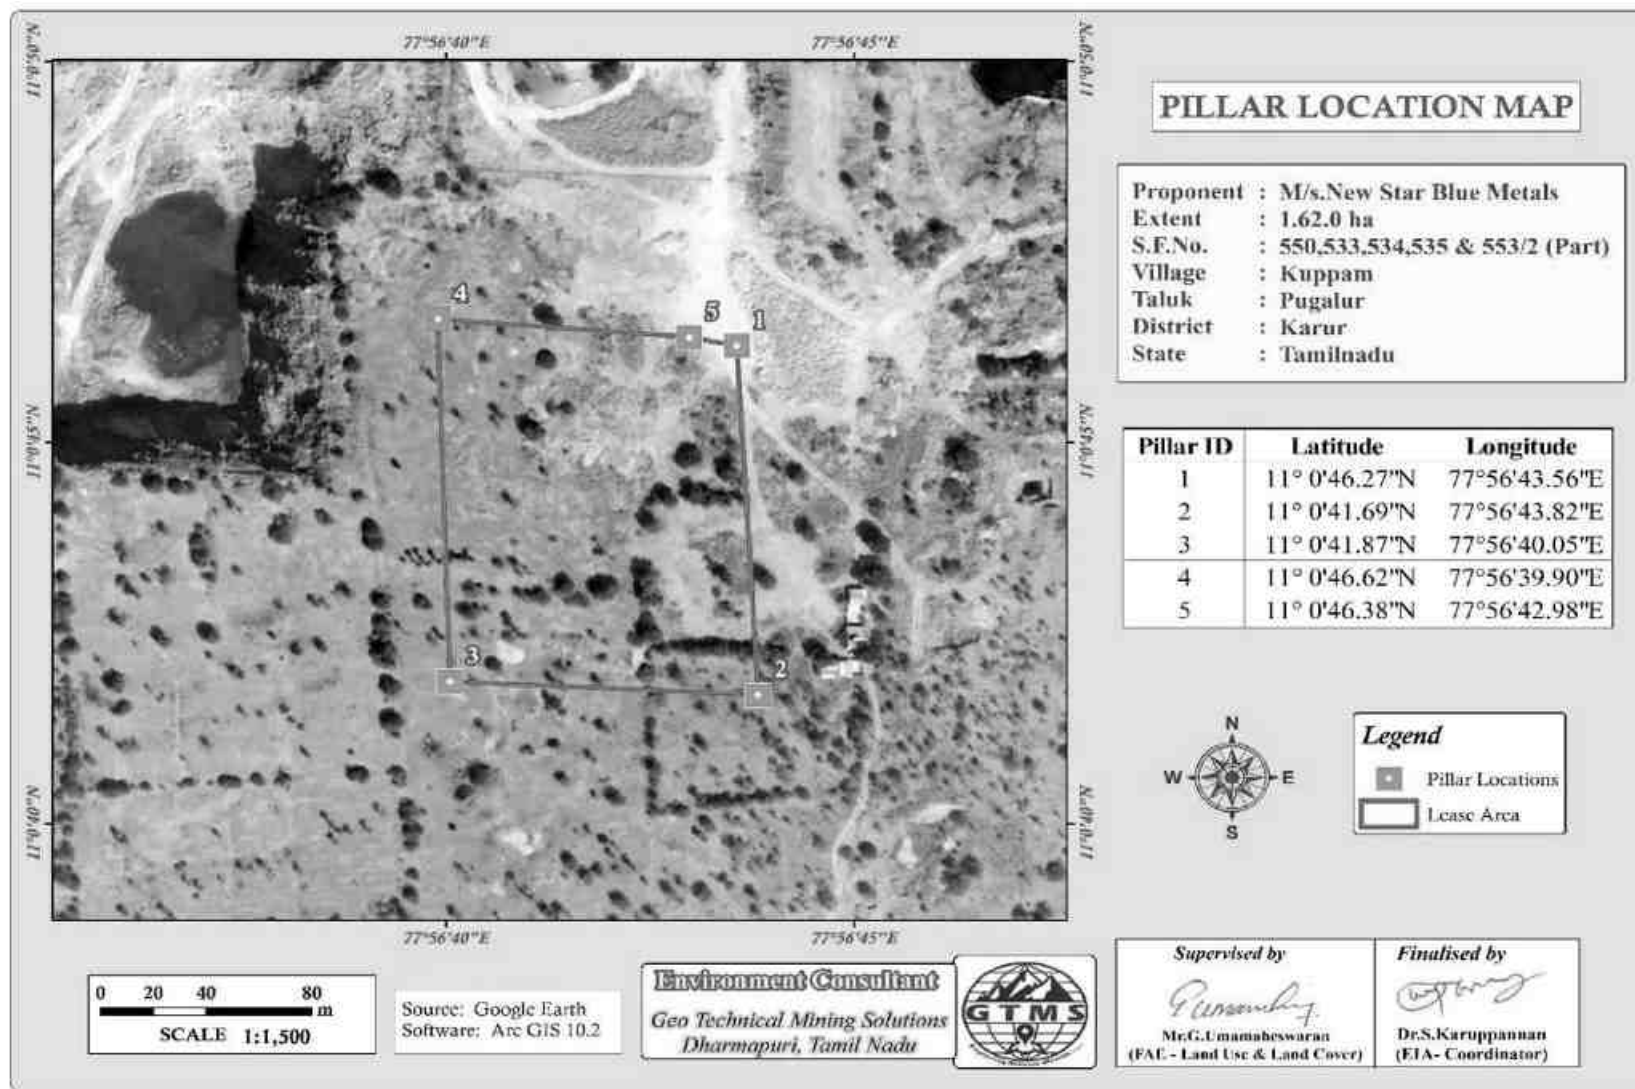 PILLAR LOCATION MAP
77°56'40"E
77°56'45"E
11°0'50"N
11°0'50"N
11°0'45"N
11°0'45"N
11°0'40"N
11°0'40"N
77°56'40"E
77°56'45"E
4
5
1
3
2
Proponent : M/s.New Star Blue Metals
Extent : 1.62.0 ha
S.F.No. : 550,533,534,535 & 553/2 (Part)
Village : Kuppam
Taluk : Pugalur
District : Karur
State : Tamilnadu
Pillar ID Latitude Longitude
1 11° 0'46.27"N 77°56'43.56"E
2 11° 0'41.69"N 77°56'43.82"E
3 11° 0'41.87"N 77°56'40.05"E
4 11° 0'46.62"N 77°56'39.90"E
5 11° 0'46.38"N 77°56'42.98"E
N
W E
S
Legend
Pillar Locations
Lease Area
0 20 40 80
m
SCALE 1:1,500
Source: Google Earth
Software: Arc GIS 10.2
Environment Consultant
Geo Technical Mining Solutions
Dharmapuri, Tamil Nadu
GTMS
Supervised by
Mr.G.Umamaheswaran
(FAE - Land Use & Land Cover)
Finalised by
Dr.S.Karuppannan
(EIA- Coordinator)